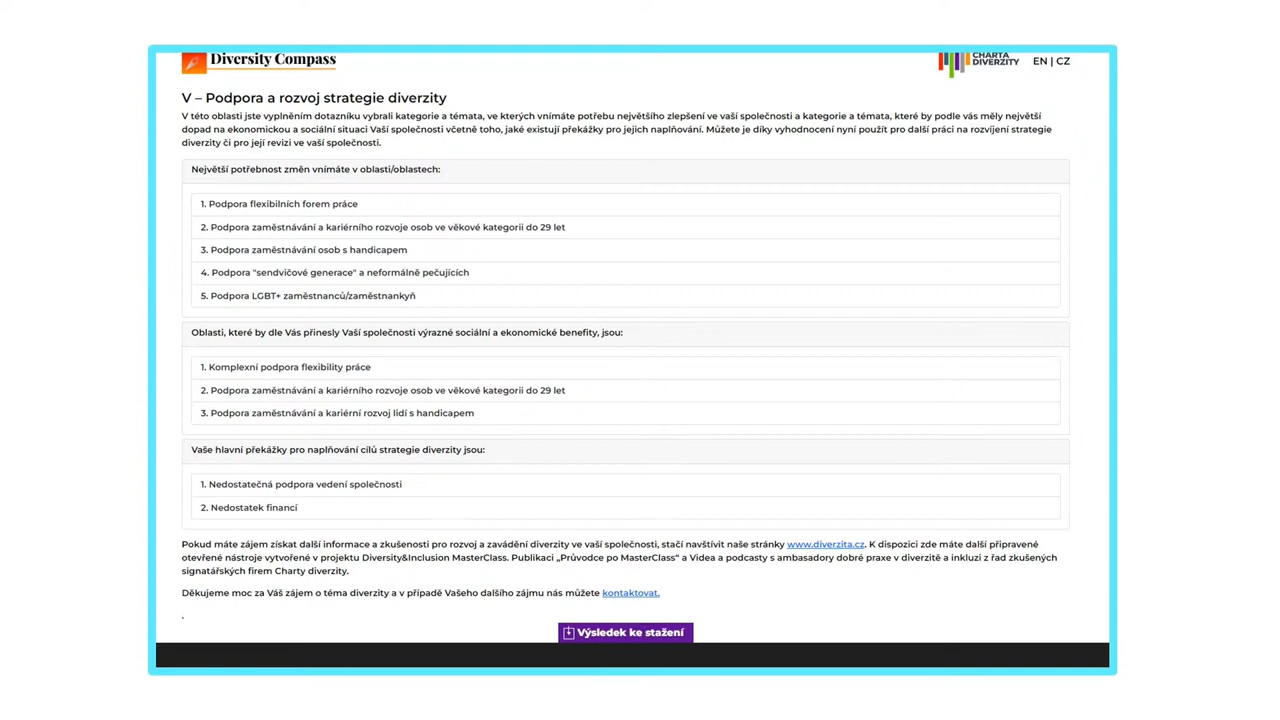 Diversity Compass
CHARTA
DIVERZITY
EN | CZ
V – Podpora a rozvoj strategie diverzity
V této oblasti jste vyplněním dotazníku vybrali kategorie a témata, ve kterých vnímáte potřebu největšího zlepšení ve vaší společnosti a kategorie a témata, které by podle vás měly největší
dopad na ekonomickou a sociální situaci Vaší společnosti včetně toho, jaké existují překážky pro jejich naplňování. Můžete je díky vyhodnocení nyní použít pro další práci na rozvíjení strategie
diverzity či pro její revizi ve vaší společnosti.
Největší potřebnost změn vnímáte v oblasti/oblastech:
1. Podpora flexibilních forem práce
2. Podpora zaměstnávání a kariérního rozvoje osob ve věkové kategorii do 29 let
3. Podpora zaměstnávání osob s handicapem
4. Podpora "sendvičové generace" a neformálně pečujících
5. Podpora LGBT+ zaměstnanců/zaměstnankyň
Oblasti, které by dle Vás přinesly Vaší společnosti výrazné sociální a ekonomické benefity, jsou:
1. Komplexní podpora flexibility práce
2. Podpora zaměstnávání a kariérního rozvoje osob ve věkové kategorii do 29 let
3. Podpora zaměstnávání a kariérní rozvoj lidí s handicapem
Vaše hlavní překážky pro naplňování cílů strategie diverzity jsou:
1. Nedostatečná podpora vedení společnosti
2. Nedostatek financí
Pokud máte zájem získat další informace a zkušenosti pro rozvoj a zavádění diverzity ve vaší společnosti, stačí navštívit naše stránky www.diverzita.cz. K dispozici zde máte další připravené
otevřené nástroje vytvořené v projektu Diversity&Inclusion MasterClass. Publikaci „Průvodce po MasterClass“ a Videa a podcasty s ambasadory dobré praxe v diverzitě a inkluzi z řad zkušených
signatářských firem Charty diverzity.
Děkujeme moc za Váš zájem o téma diverzity a v případě Vašeho dalšího zájmu nás můžete kontaktovat.
.
Výsledek ke stažení